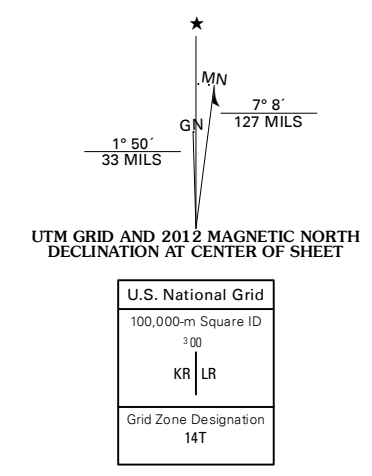 ★
MN
GN
7° 8´
127 MILS
1° 50´
33 MILS
UTM GRID AND 2012 MAGNETIC NORTH
DECLINATION AT CENTER OF SHEET
U.S. National Grid
100,000-m Square ID
3 00
KR LR
Grid Zone Designation
14T